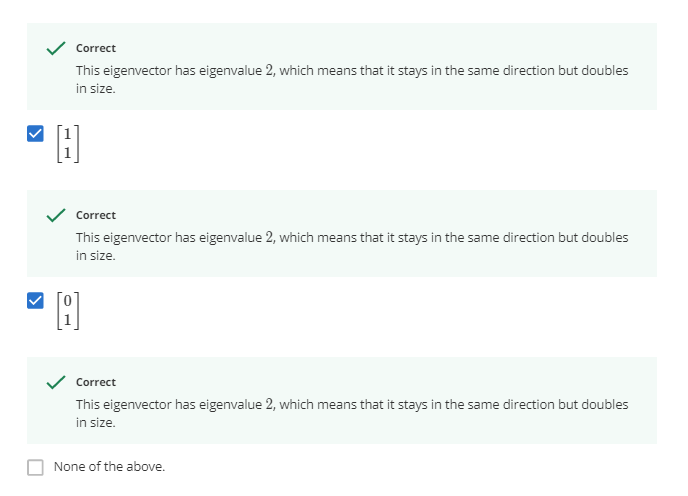 Correct
This eigenvector has eigenvalue 2, which means that it stays in the same direction but doubles
in size.
[1
1]
Correct
This eigenvector has eigenvalue 2, which means that it stays in the same direction but doubles
in size.
[0
1]
Correct
This eigenvector has eigenvalue 2, which means that it stays in the same direction but doubles
in size.
None of the above.